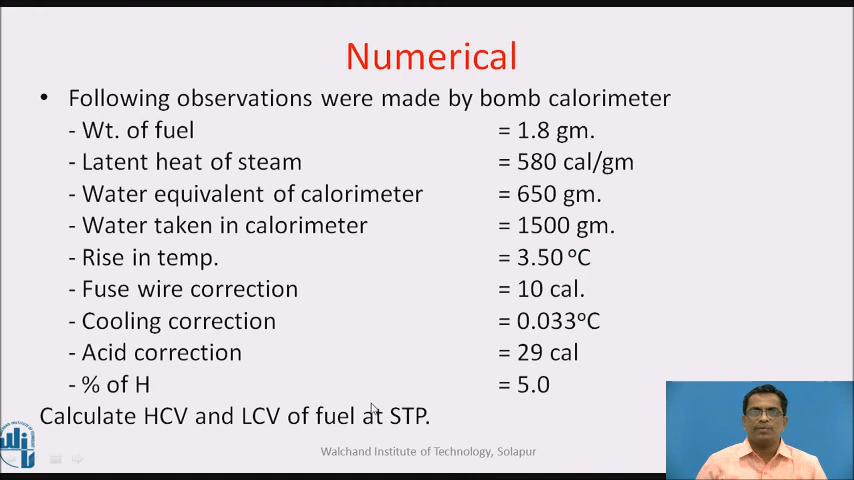 Numerical
• Following observations were made by bomb calorimeter
- Wt. of fuel = 1.8 gm.
- Latent heat of steam = 580 cal/gm
- Water equivalent of calorimeter = 650 gm.
- Water taken in calorimeter = 1500 gm.
- Rise in temp. = 3.50 ᵒC
- Fuse wire correction = 10 cal.
- Cooling correction = 0.033ᵒC
- Acid correction = 29 cal
- % of H = 5.0
Calculate HCV and LCV of fuel at STP.
Walchand Institute of Technology, Solapur